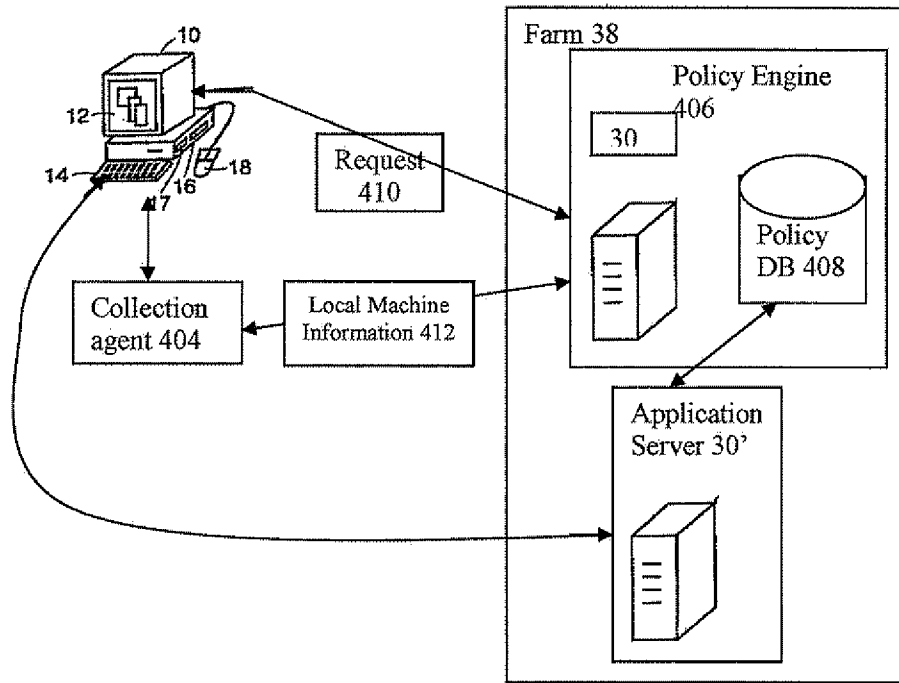 10
Farm 38
Policy Engine
406
12
30
Request
410
14
16
18
17
Policy
DB 408
Collection
agent 404
Local Machine
Information 412
Application
Server 30'